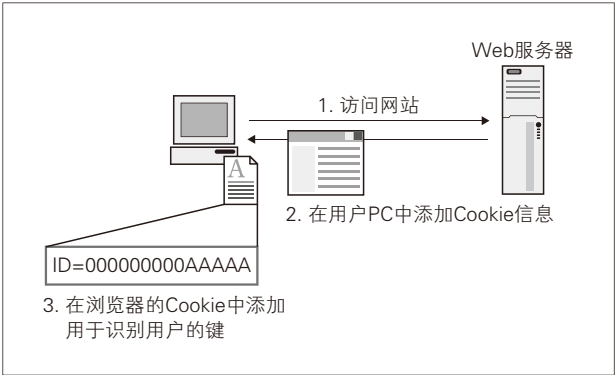 Web服务器
1. 访问网站
2. 在用户PC中添加Cookie信息
A
ID=000000000AAAAA
3. 在浏览器的Cookie中添加
用于识别用户的键